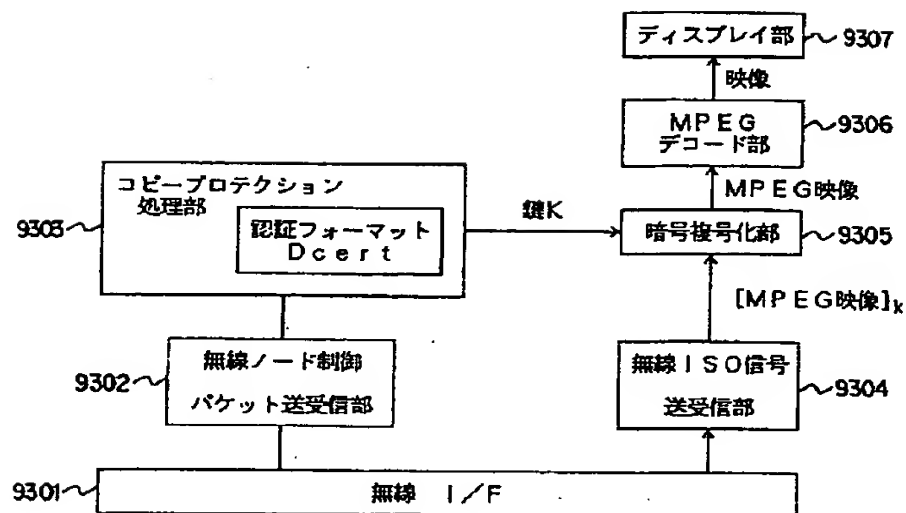 ディスプレイ部
9307
映像
MPEG
デコード部
9306
MPEG映像
コピープロテクション
処理部
9303
認証フォーマット
Dcert
鍵K
暗号複号化部
9305
[MPEG映像]k
無線ノード制御
パケット送受信部
9302
無線ISO信号
送受信部
9304
9301
無線 I/F